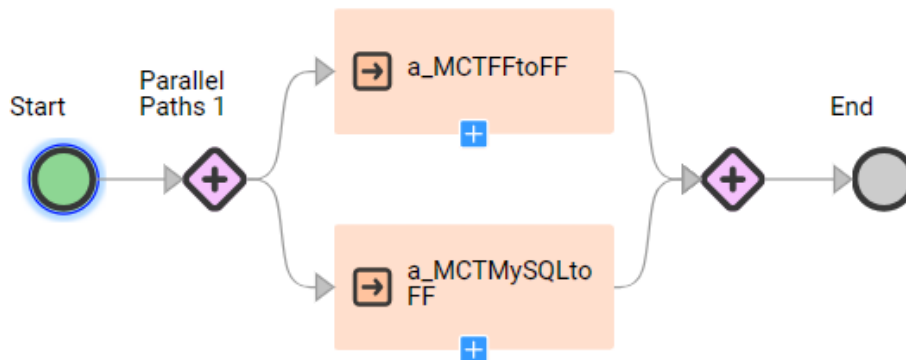 Start
Parallel
Paths 1
a_MCTFFtoFF
a_MCTMySQLto
FF
End